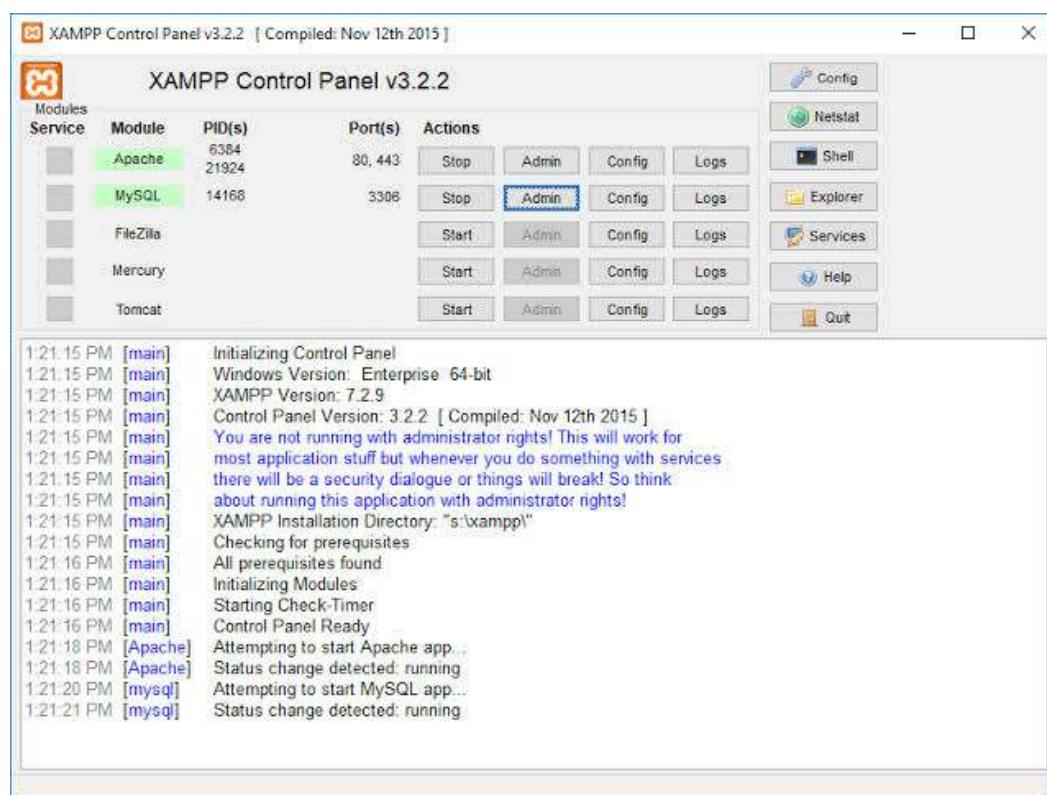 XAMPP Control Panel v3.2.2 [ Compiled: Nov 12th 2015 ]
XAMPP Control Panel v3.2.2
Config
Modules
Service Module PID(s) Port(s) Actions
Netstat
Apache 6384 21924 80, 443 Stop Admin Config Logs
Shell
MySQL 14168 3306 Stop Admin Config Logs
Explorer
FileZilla Start Admin Config Logs
Services
Mercury Start Admin Config Logs
Help
Tomcat Start Admin Config Logs
Quit
1:21:15 PM [main] Initializing Control Panel
1:21:15 PM [main] Windows Version: Enterprise 64-bit
1:21:15 PM [main] XAMPP Version: 7.2.9
1:21:15 PM [main] Control Panel Version: 3.2.2 [ Compiled: Nov 12th 2015 ]
1:21:15 PM [main] You are not running with administrator rights! This will work for
1:21:15 PM [main] most application stuff but whenever you do something with services
1:21:15 PM [main] there will be a security dialogue or things will break! So think
1:21:15 PM [main] about running this application with administrator rights!
1:21:15 PM [main] XAMPP Installation Directory: "s:\xampp\"
1:21:15 PM [main] Checking for prerequisites
1:21:16 PM [main] All prerequisites found
1:21:16 PM [main] Initializing Modules
1:21:16 PM [main] Starting Check-Timer
1:21:16 PM [main] Control Panel Ready
1:21:18 PM [Apache] Attempting to start Apache app...
1:21:18 PM [Apache] Status change detected: running
1:21:20 PM [mysql] Attempting to start MySQL app...
1:21:21 PM [mysql] Status change detected: running